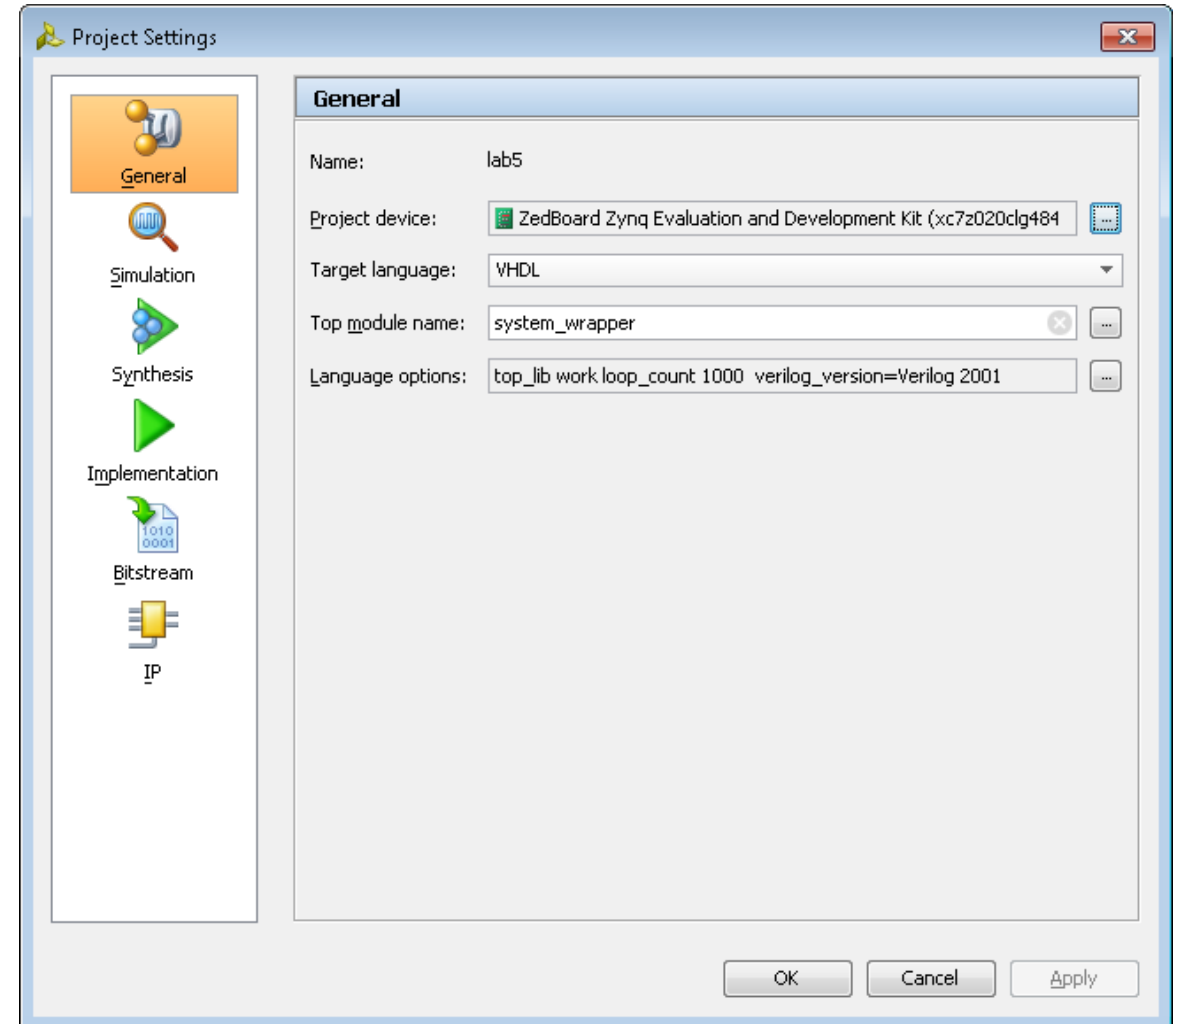 Project Settings
General
Simulation
Synthesis
Implementation
1010
0001
Bitstream
IP
General
Name: lab5
Project device: ZedBoard Zynq Evaluation and Development Kit (xc7z020clg484 ...
Target language: VHDL
Top module name: system_wrapper ...
Language options: top_lib work loop_count 1000 verilog_version=Verilog 2001 ...
OK Cancel Apply